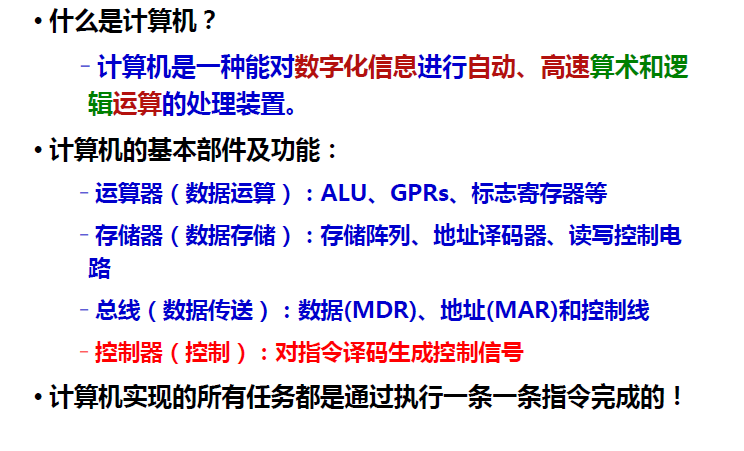 • 什么是计算机？
– 计算机是一种能对数字化信息进行自动、高速算术和逻
辑运算的处理装置。
• 计算机的基本部件及功能：
– 运算器（数据运算）：ALU、GPRs、标志寄存器等
– 存储器（数据存储）：存储阵列、地址译码器、读写控制电
路
– 总线（数据传送）：数据(MDR)、地址(MAR)和控制线
– 控制器（控制）：对指令译码生成控制信号
• 计算机实现的所有任务都是通过执行一条一条指令完成的！